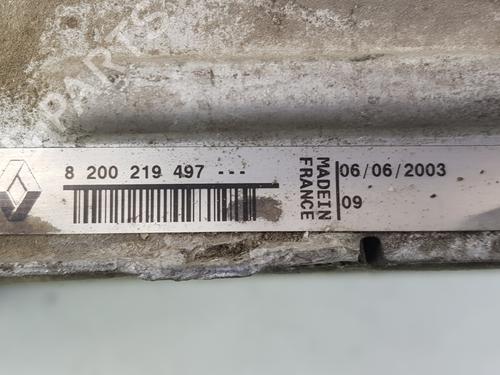 PARTS
8 200 219 497 ---
MADE IN
FRANCE
06/06/2003
09